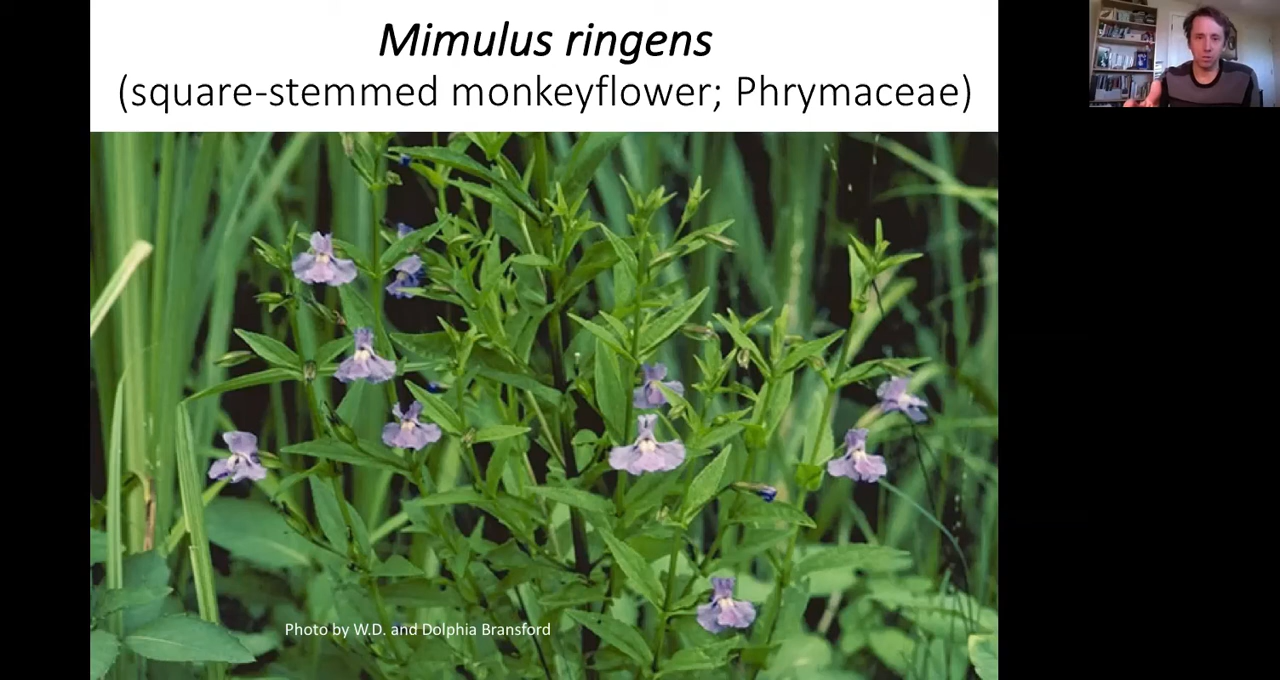 Mimulus ringens
(square-stemmed monkeyflower; Phrymaceae)
Photo by W.D. and Dolphia Bransford